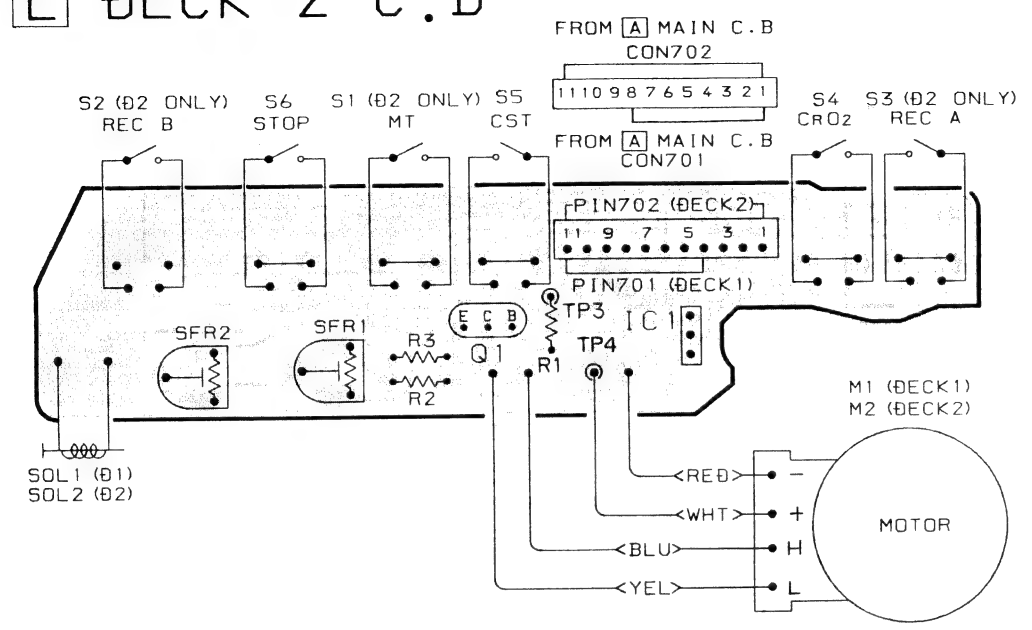 L DECK 2 C.B
FROM A MAIN C.B
CON702
11 10 9 8 7 6 5 4 3 2 1
FROM A MAIN C.B
CON701
S2 (D2 ONLY)
REC B
S6
STOP
S1 (D2 ONLY)
MT
S5
CST
S4
CrO2
S3 (D2 ONLY)
REC A
PIN702 (DECK2)
11 9 7 5 3 1
PIN701 (DECK1)
E C B
Q1
TP3
R1
TP4
IC1
SFR2
SFR1
R3
R2
SOL1 (D1)
SOL2 (D2)
M1 (DECK1)
M2 (DECK2)
<RED> -
<WHT> +
<BLU> H
<YEL> L
MOTOR